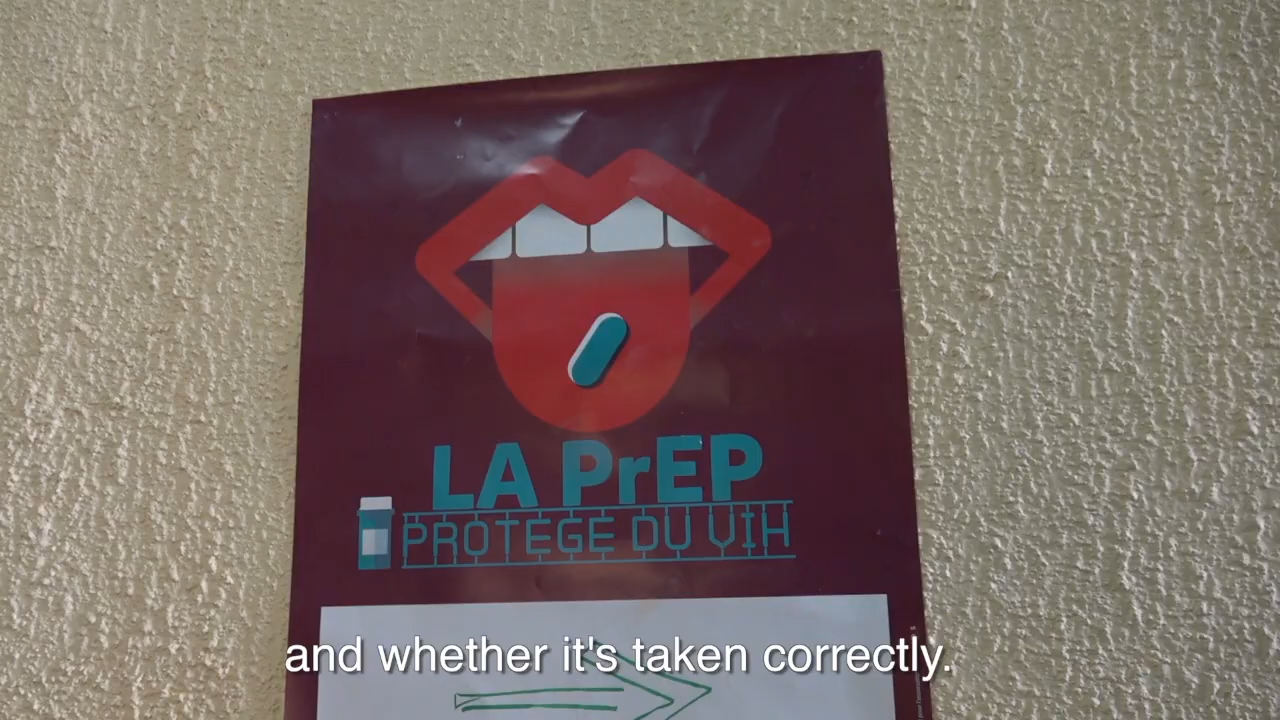 LA PrEP
PROTEGE DU VIH
and whether it's taken correctly.